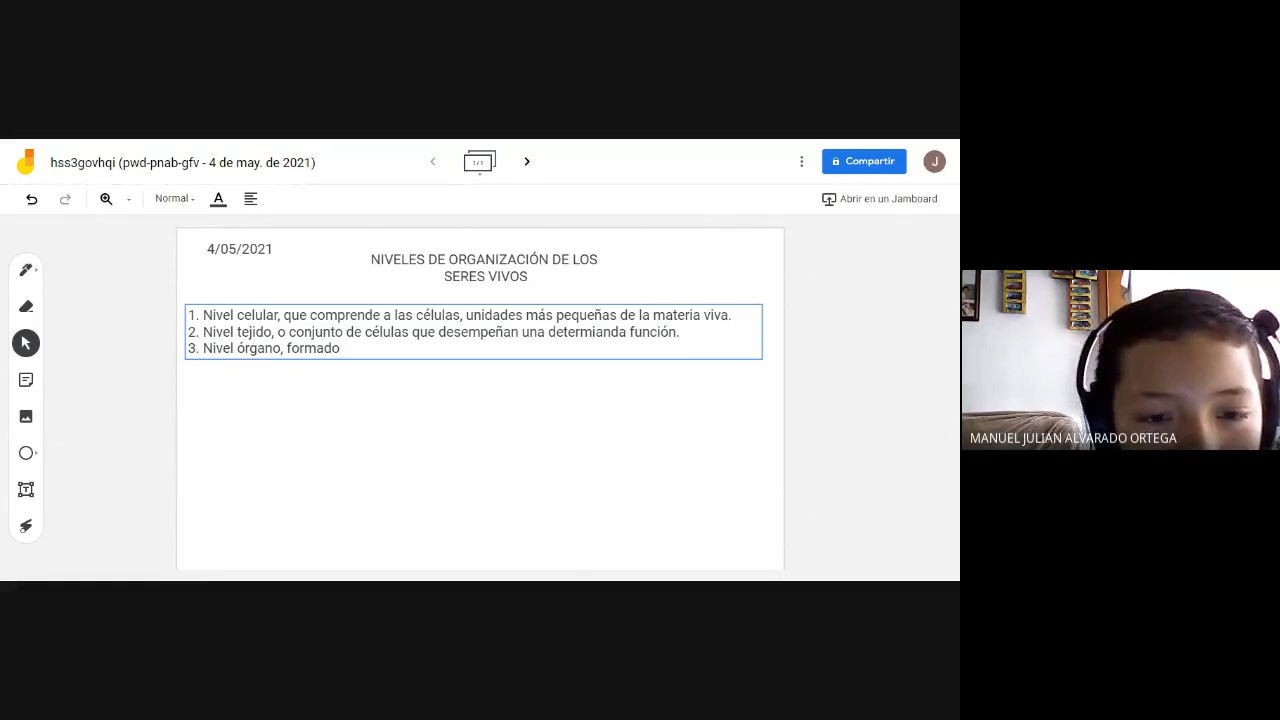 hss3govhqi (pwd-pnab-gfv - 4 de may. de 2021)
1/1
Compartir
J
Normal
A
Abrir en un Jamboard
4/05/2021
NIVELES DE ORGANIZACIÓN DE LOS
SERES VIVOS
1. Nivel celular, que comprende a las células, unidades más pequeñas de la materia viva.
2. Nivel tejido, o conjunto de células que desempeñan una determianda función.
3. Nivel órgano, formado
T
MANUEL JULIAN ALVARADO ORTEGA